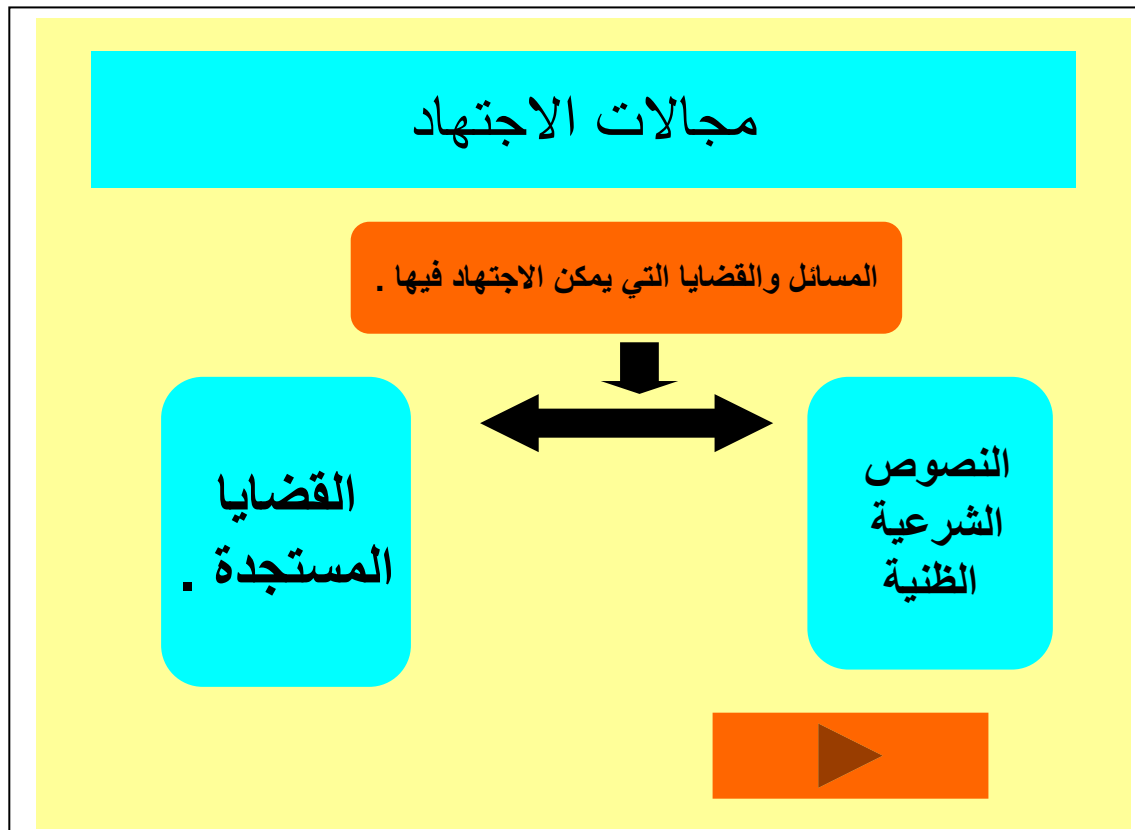 مجالات الاجتهاد
المسائل والقضايا التي يمكن الاجتهاد فيها .
النصوص
الشرعية
الظنية
القضايا
المستجدة .